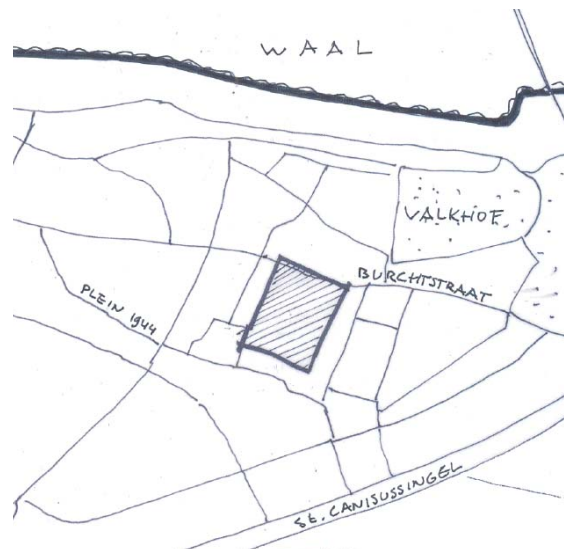 WAAL
VALKHOF
BURCHTSTRAAT
PLEIN 1944
St. CANISUSSINGEL